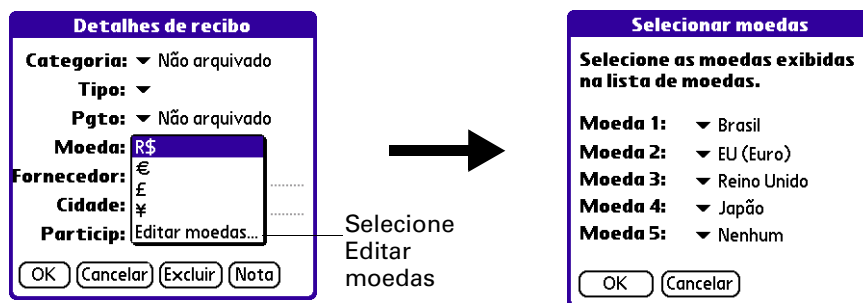 Detalhes de recibo
Categoria: Não arquivado
Tipo:
Pgto: Não arquivado
Moeda: R$
€
Fornecedor:
£
Cidade: ¥
Particip: Editar moedas...
OK Cancelar Excluir Nota
Selecione
Editar
moedas
Selecionar moedas
Selecione as moedas exibidas
na lista de moedas.
Moeda 1: Brasil
Moeda 2: EU (Euro)
Moeda 3: Reino Unido
Moeda 4: Japão
Moeda 5: Nenhum
OK Cancelar